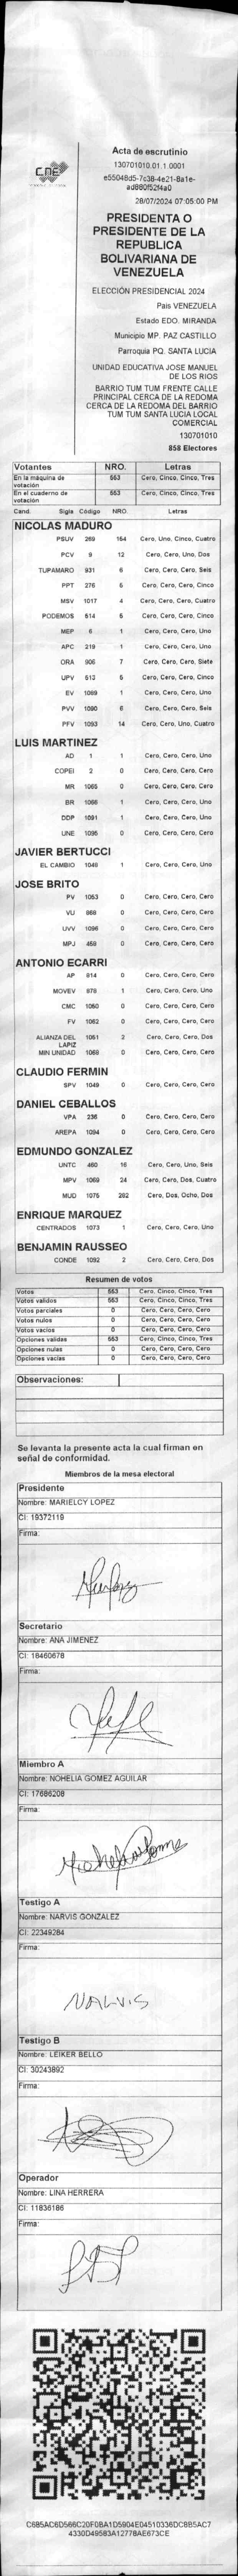 CNE
Acta de escrutinio
130701010.01.1.0001
e55048d5-7c38-4e21-8a1e-
ad880f52f4a0
28/07/2024 07:05:00 PM
PRESIDENTA O
PRESIDENTE DE LA
REPUBLICA
BOLIVARIANA DE
VENEZUELA
ELECCIÓN PRESIDENCIAL 2024
Pais VENEZUELA
Estado EDO. MIRANDA
Municipio MP. PAZ CASTILLO
Parroquia PQ. SANTA LUCIA
UNIDAD EDUCATIVA JOSE MANUEL
DE LOS RIOS
BARRIO TUM TUM FRENTE CALLE
PRINCIPAL CERCA DE LA REDOMA
CERCA DE LA REDOMA DEL BARRIO
TUM TUM SANTA LUCIA LOCAL
COMERCIAL
130701010
858 Electores
Votantes NRO. Letras
En la máquina de votación 553 Cero, Cinco, Cinco, Tres
En el cuaderno de votación 553 Cero, Cinco, Cinco, Tres
Cand. Sigla Código NRO. Letras
NICOLAS MADURO
PSUV 269 154 Cero, Uno, Cinco, Cuatro
PCV 9 12 Cero, Cero, Uno, Dos
TUPAMARO 931 6 Cero, Cero, Cero, Seis
PPT 276 5 Cero, Cero, Cero, Cinco
MSV 1017 4 Cero, Cero, Cero, Cuatro
PODEMOS 514 5 Cero, Cero, Cero, Cinco
MEP 6 1 Cero, Cero, Cero, Uno
APC 219 1 Cero, Cero, Cero, Uno
ORA 906 7 Cero, Cero, Cero, Siete
UPV 513 5 Cero, Cero, Cero, Cinco
EV 1089 1 Cero, Cero, Cero, Uno
PVV 1090 6 Cero, Cero, Cero, Seis
PFV 1093 14 Cero, Cero, Uno, Cuatro
LUIS MARTINEZ
AD 1 1 Cero, Cero, Cero, Uno
COPEI 2 0 Cero, Cero, Cero, Cero
MR 1065 0 Cero, Cero, Cero, Cero
BR 1066 1 Cero, Cero, Cero, Uno
DDP 1091 1 Cero, Cero, Cero, Uno
UNE 1095 0 Cero, Cero, Cero, Cero
JAVIER BERTUCCI
EL CAMBIO 1046 1 Cero, Cero, Cero, Uno
JOSE BRITO
PV 1053 0 Cero, Cero, Cero, Cero
VU 868 0 Cero, Cero, Cero, Cero
UVV 1096 0 Cero, Cero, Cero, Cero
MPJ 459 0 Cero, Cero, Cero, Cero
ANTONIO ECARRI
AP 814 0 Cero, Cero, Cero, Cero
MOVEV 978 1 Cero, Cero, Cero, Uno
CMC 1050 0 Cero, Cero, Cero, Cero
FV 1062 0 Cero, Cero, Cero, Cero
ALIANZA DEL LAPIZ 1051 2 Cero, Cero, Cero, Dos
MIN UNIDAD 1068 0 Cero, Cero, Cero, Cero
CLAUDIO FERMIN
SPV 1049 0 Cero, Cero, Cero, Cero
DANIEL CEBALLOS
VPA 236 0 Cero, Cero, Cero, Cero
AREPA 1094 0 Cero, Cero, Cero, Cero
EDMUNDO GONZALEZ
UNTC 460 16 Cero, Cero, Uno, Seis
MPV 1069 24 Cero, Cero, Dos, Cuatro
MUD 1075 282 Cero, Dos, Ocho, Dos
ENRIQUE MARQUEZ
CENTRADOS 1073 1 Cero, Cero, Cero, Uno
BENJAMIN RAUSSEO
CONDE 1092 2 Cero, Cero, Cero, Dos
Resumen de votos
Votos 553 Cero, Cinco, Cinco, Tres
Votos validos 553 Cero, Cinco, Cinco, Tres
Votos parciales 0 Cero, Cero, Cero, Cero
Votos nulos 0 Cero, Cero, Cero, Cero
Votos vacios 0 Cero, Cero, Cero, Cero
Opciones validas 553 Cero, Cinco, Cinco, Tres
Opciones nulas 0 Cero, Cero, Cero, Cero
Opciones vacias 0 Cero, Cero, Cero, Cero
Observaciones:
Se levanta la presente acta la cual firman en
señal de conformidad.
Miembros de la mesa electoral
Presidente
Nombre: MARIELCY LOPEZ
CI: 19372119
Firma:
Secretario
Nombre: ANA JIMENEZ
CI: 16460678
Firma:
Miembro A
Nombre: NOHELIA GOMEZ AGUILAR
CI: 17686208
Firma:
Testigo A
Nombre: NARVIS GONZALEZ
CI: 22349284
Firma:
NALVIS
Testigo B
Nombre: LEIKER BELLO
CI: 30243892
Firma:
Operador
Nombre: LINA HERRERA
CI: 11836186
Firma:
C6B5AC6D566C20F0BA1D5904E04510336DC8B5AC7
4330D49583A12778AE673CE